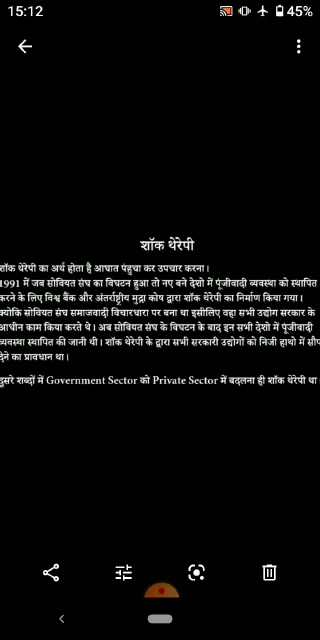 15:12
45%
शॉक थेरेपी
शॉक थेरेपी का अर्थ होता है आघात पंहुचा कर उपचार करना।
1991 में जब सोवियत संघ का विघटन हुआ तो नए बने देशो में पूंजीवादी व्यवस्था को स्थापित
करने के लिए विश्व बैंक और अंतर्राष्ट्रीय मुद्रा कोष द्वारा शॉक थेरेपी का निर्माण किया गया।
क्योकि सोवियत संघ समाजवादी विचारधारा पर बना था इसीलिए वहा सभी उद्योग सरकार के
आधीन काम किया करते थे। अब सोवियत संघ के विघटन के बाद इन सभी देशो में पूंजीवादी
व्यवस्था स्थापित की जानी थी। शॉक थेरेपी के द्वारा सभी सरकारी उद्योगों को निजी हाथो में सौप
देने का प्रावधान था।
दुसरे शब्दों में Government Sector को Private Sector में बदलना ही शॉक थेरेपी था